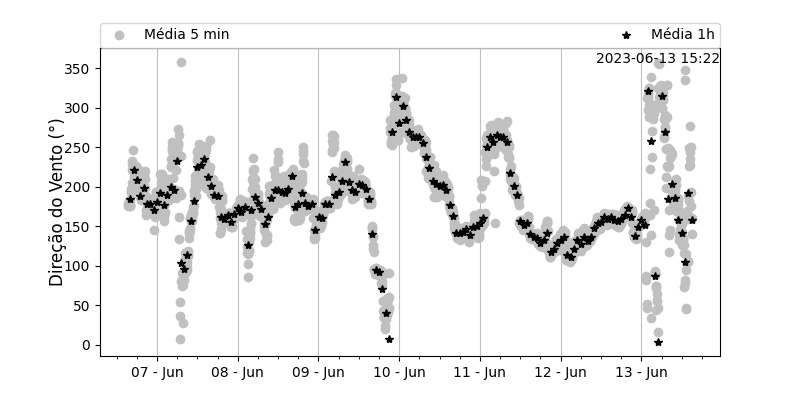 Média 5 min
Média 1h
2023-06-13 15:22
Direção do Vento (°)
350
300
250
200
150
100
50
0
07 - Jun
08 - Jun
09 - Jun
10 - Jun
11 - Jun
12 - Jun
13 - Jun